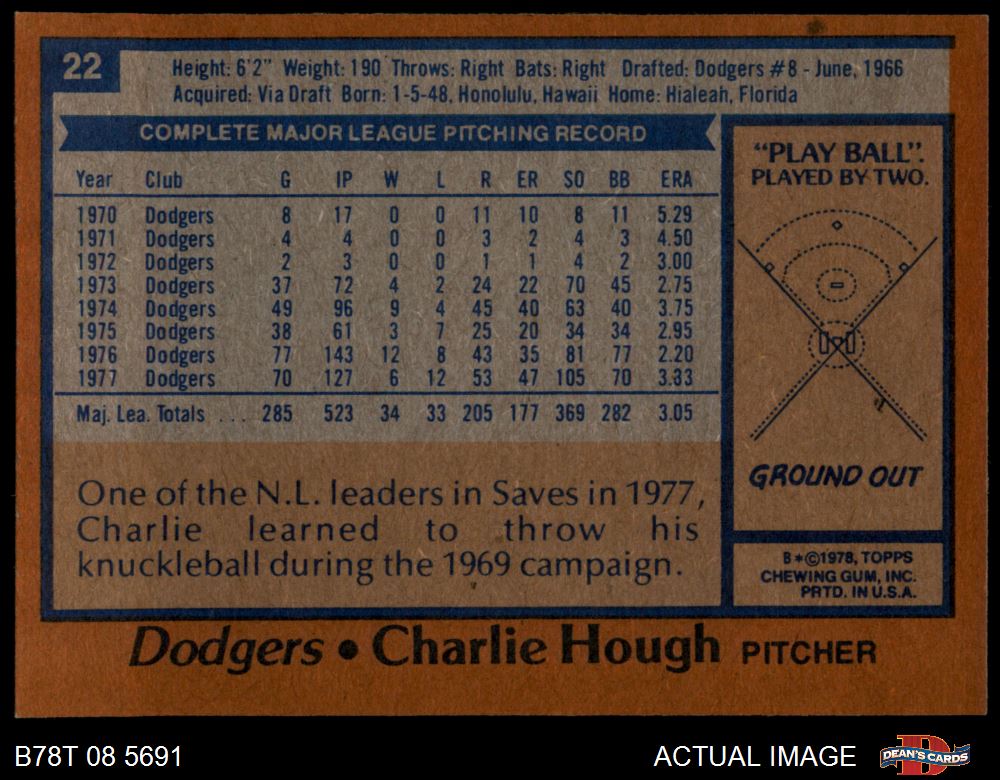 22
Height: 6'2" Weight: 190 Throws: Right Bats: Right Drafted: Dodgers #8 - June, 1966
Acquired: Via Draft Born: 1-5-48, Honolulu, Hawaii Home: Hialeah, Florida
COMPLETE MAJOR LEAGUE PITCHING RECORD
Year Club G IP W L R ER SO BB ERA
1970 Dodgers 8 17 0 0 11 10 8 11 5.29
1971 Dodgers 4 4 0 0 3 2 4 3 4.50
1972 Dodgers 2 3 0 0 1 1 4 2 3.00
1973 Dodgers 37 72 4 2 24 22 70 45 2.75
1974 Dodgers 49 96 9 4 45 40 63 40 3.75
1975 Dodgers 38 61 3 7 25 20 34 34 2.95
1976 Dodgers 77 143 12 8 43 35 81 77 2.20
1977 Dodgers 70 127 6 12 53 47 105 70 3.33
Maj. Lea. Totals ... 285 523 34 33 205 177 369 282 3.05
One of the N.L. leaders in Saves in 1977,
Charlie learned to throw his
knuckleball during the 1969 campaign.
"PLAY BALL".
PLAYED BY TWO.
GROUND OUT
B*©1978, TOPPS
CHEWING GUM, INC.
PRTD. IN U.S.A.
Dodgers • Charlie Hough PITCHER
B78T 08 5691
ACTUAL IMAGE
D
DEAN'S CARDS